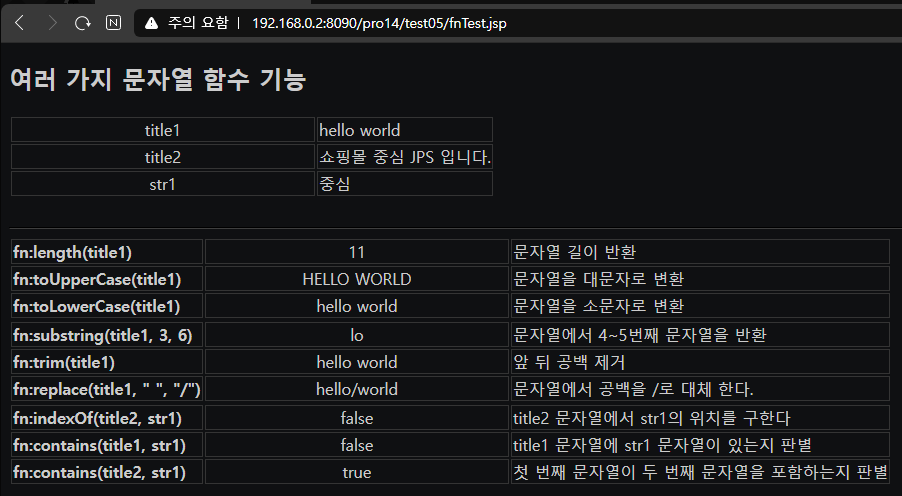 주의 요함 | 192.168.0.2:8090/pro14/test05/fnTest.jsp
여러 가지 문자열 함수 기능
title1 hello world
title2 쇼핑몰 중심 JPS 입니다.
str1 중심
fn:length(title1) 11 문자열 길이 반환
fn:toUpperCase(title1) HELLO WORLD 문자열을 대문자로 변환
fn:toLowerCase(title1) hello world 문자열을 소문자로 변환
fn:substring(title1, 3, 6) lo 문자열에서 4~5번째 문자열을 반환
fn:trim(title1) hello world 앞 뒤 공백 제거
fn:replace(title1, " ", "/") hello/world 문자열에서 공백을 /로 대체 한다.
fn:indexOf(title2, str1) false title2 문자열에서 str1의 위치를 구한다
fn:contains(title1, str1) false title1 문자열에 str1 문자열이 있는지 판별
fn:contains(title2, str1) true 첫 번째 문자열이 두 번째 문자열을 포함하는지 판별